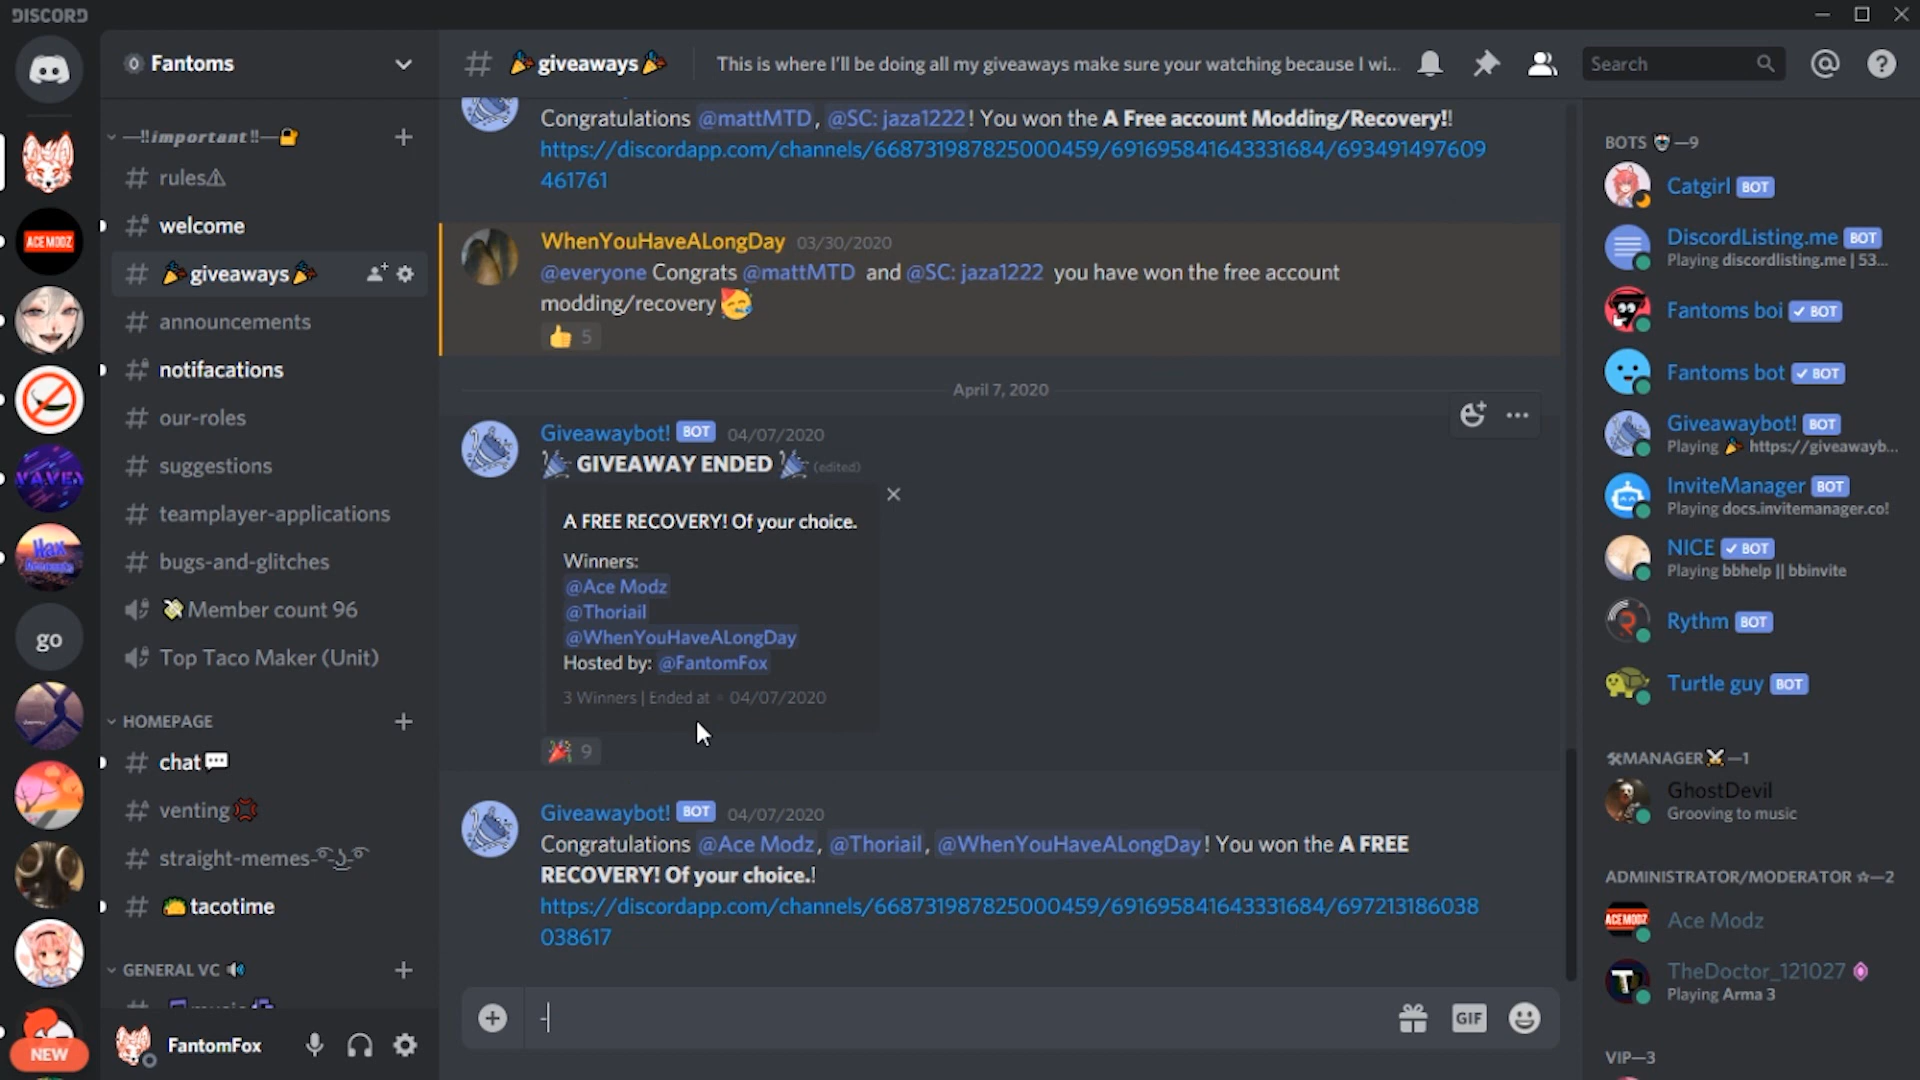 DISCORD
Fantoms
giveaways
This is where I'll be doing all my giveaways make sure your watching because I wi...
Search
—!!important!!—
rules
welcome
giveaways
announcements
notifacations
our-roles
suggestions
teamplayer-applications
bugs-and-glitches
Member count 96
Top Taco Maker (Unit)
HOMEPAGE
chat
venting
straight-memes-
tacotime
GENERAL VC
FantomFox
ACE MODZ
WAVEY
Hax
go
NEW
Congratulations @mattMTD, @SC: jaza1222! You won the A Free account Modding/Recovery!!
https://discordapp.com/channels/668731987825000459/691695841643331684/693491497609
461761
WhenYouHaveALongDay 03/30/2020
@everyone Congrats @mattMTD and @SC: jaza1222 you have won the free account
modding/recovery
5
April 7, 2020
Giveawaybot! BOT 04/07/2020
GIVEAWAY ENDED (edited)
A FREE RECOVERY! Of your choice.
Winners:
@Ace Modz
@Thoriail
@WhenYouHaveALongDay
Hosted by: @FantomFox
3 Winners | Ended at 04/07/2020
9
Giveawaybot! BOT 04/07/2020
Congratulations @Ace Modz, @Thoriail, @WhenYouHaveALongDay! You won the A FREE
RECOVERY! Of your choice.!
https://discordapp.com/channels/668731987825000459/691695841643331684/697213186038
038617
-
GIF
BOTS —9
Catgirl BOT
DiscordListing.me BOT
Playing discordlisting.me | 53...
Fantoms boi ✓ BOT
Fantoms bot ✓ BOT
Giveawaybot! BOT
Playing https://giveawayb...
InviteManager BOT
Playing docs.invitemanager.co!
NICE ✓ BOT
Playing bbhelp || bbinvite
Rythm BOT
Turtle guy BOT
MANAGER —1
GhostDevil
Grooving to music
ADMINISTRATOR/MODERATOR ☆—2
ACE MODZ
Ace Modz
TheDoctor_121027
Playing Arma 3
VIP—3